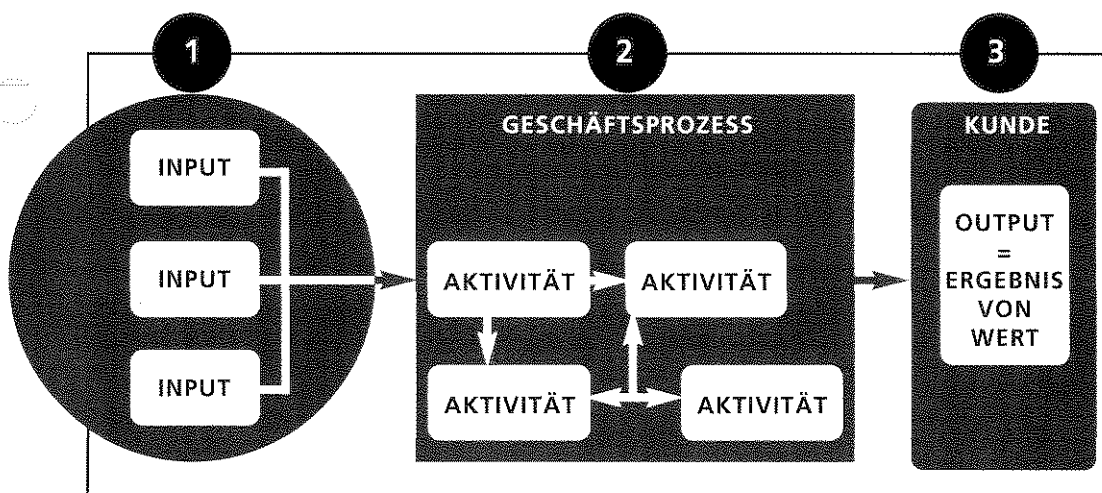 1
2
3
INPUT
INPUT
INPUT
GESCHÄFTSPROZESS
AKTIVITÄT
AKTIVITÄT
AKTIVITÄT
AKTIVITÄT
KUNDE
OUTPUT
=
ERGEBNIS
VON
WERT